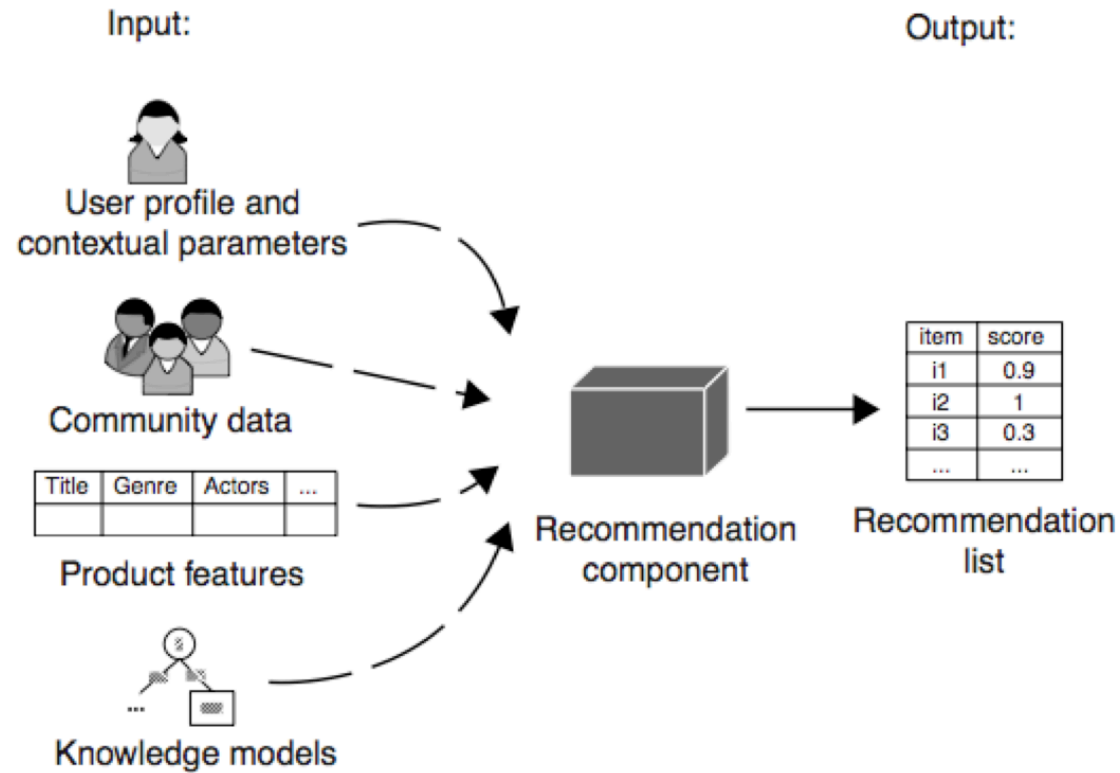 Input:
Output:
User profile and
contextual parameters
Community data
Title Genre Actors ...
Product features
...
Knowledge models
Recommendation
component
item score
i1 0.9
i2 1
i3 0.3
... ...
Recommendation
list